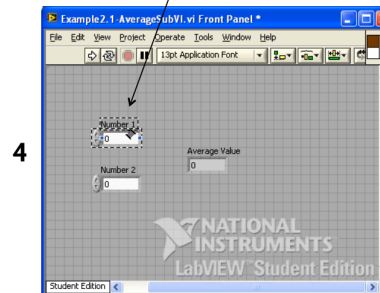 Example2.1-AverageSubVI.vi Front Panel *
File Edit View Project Operate Tools Window Help
13pt Application Font
Number 1
0
Average Value
0
4
Number 2
0
NATIONAL
INSTRUMENTS
LabVIEW Student Edition
Student Edition